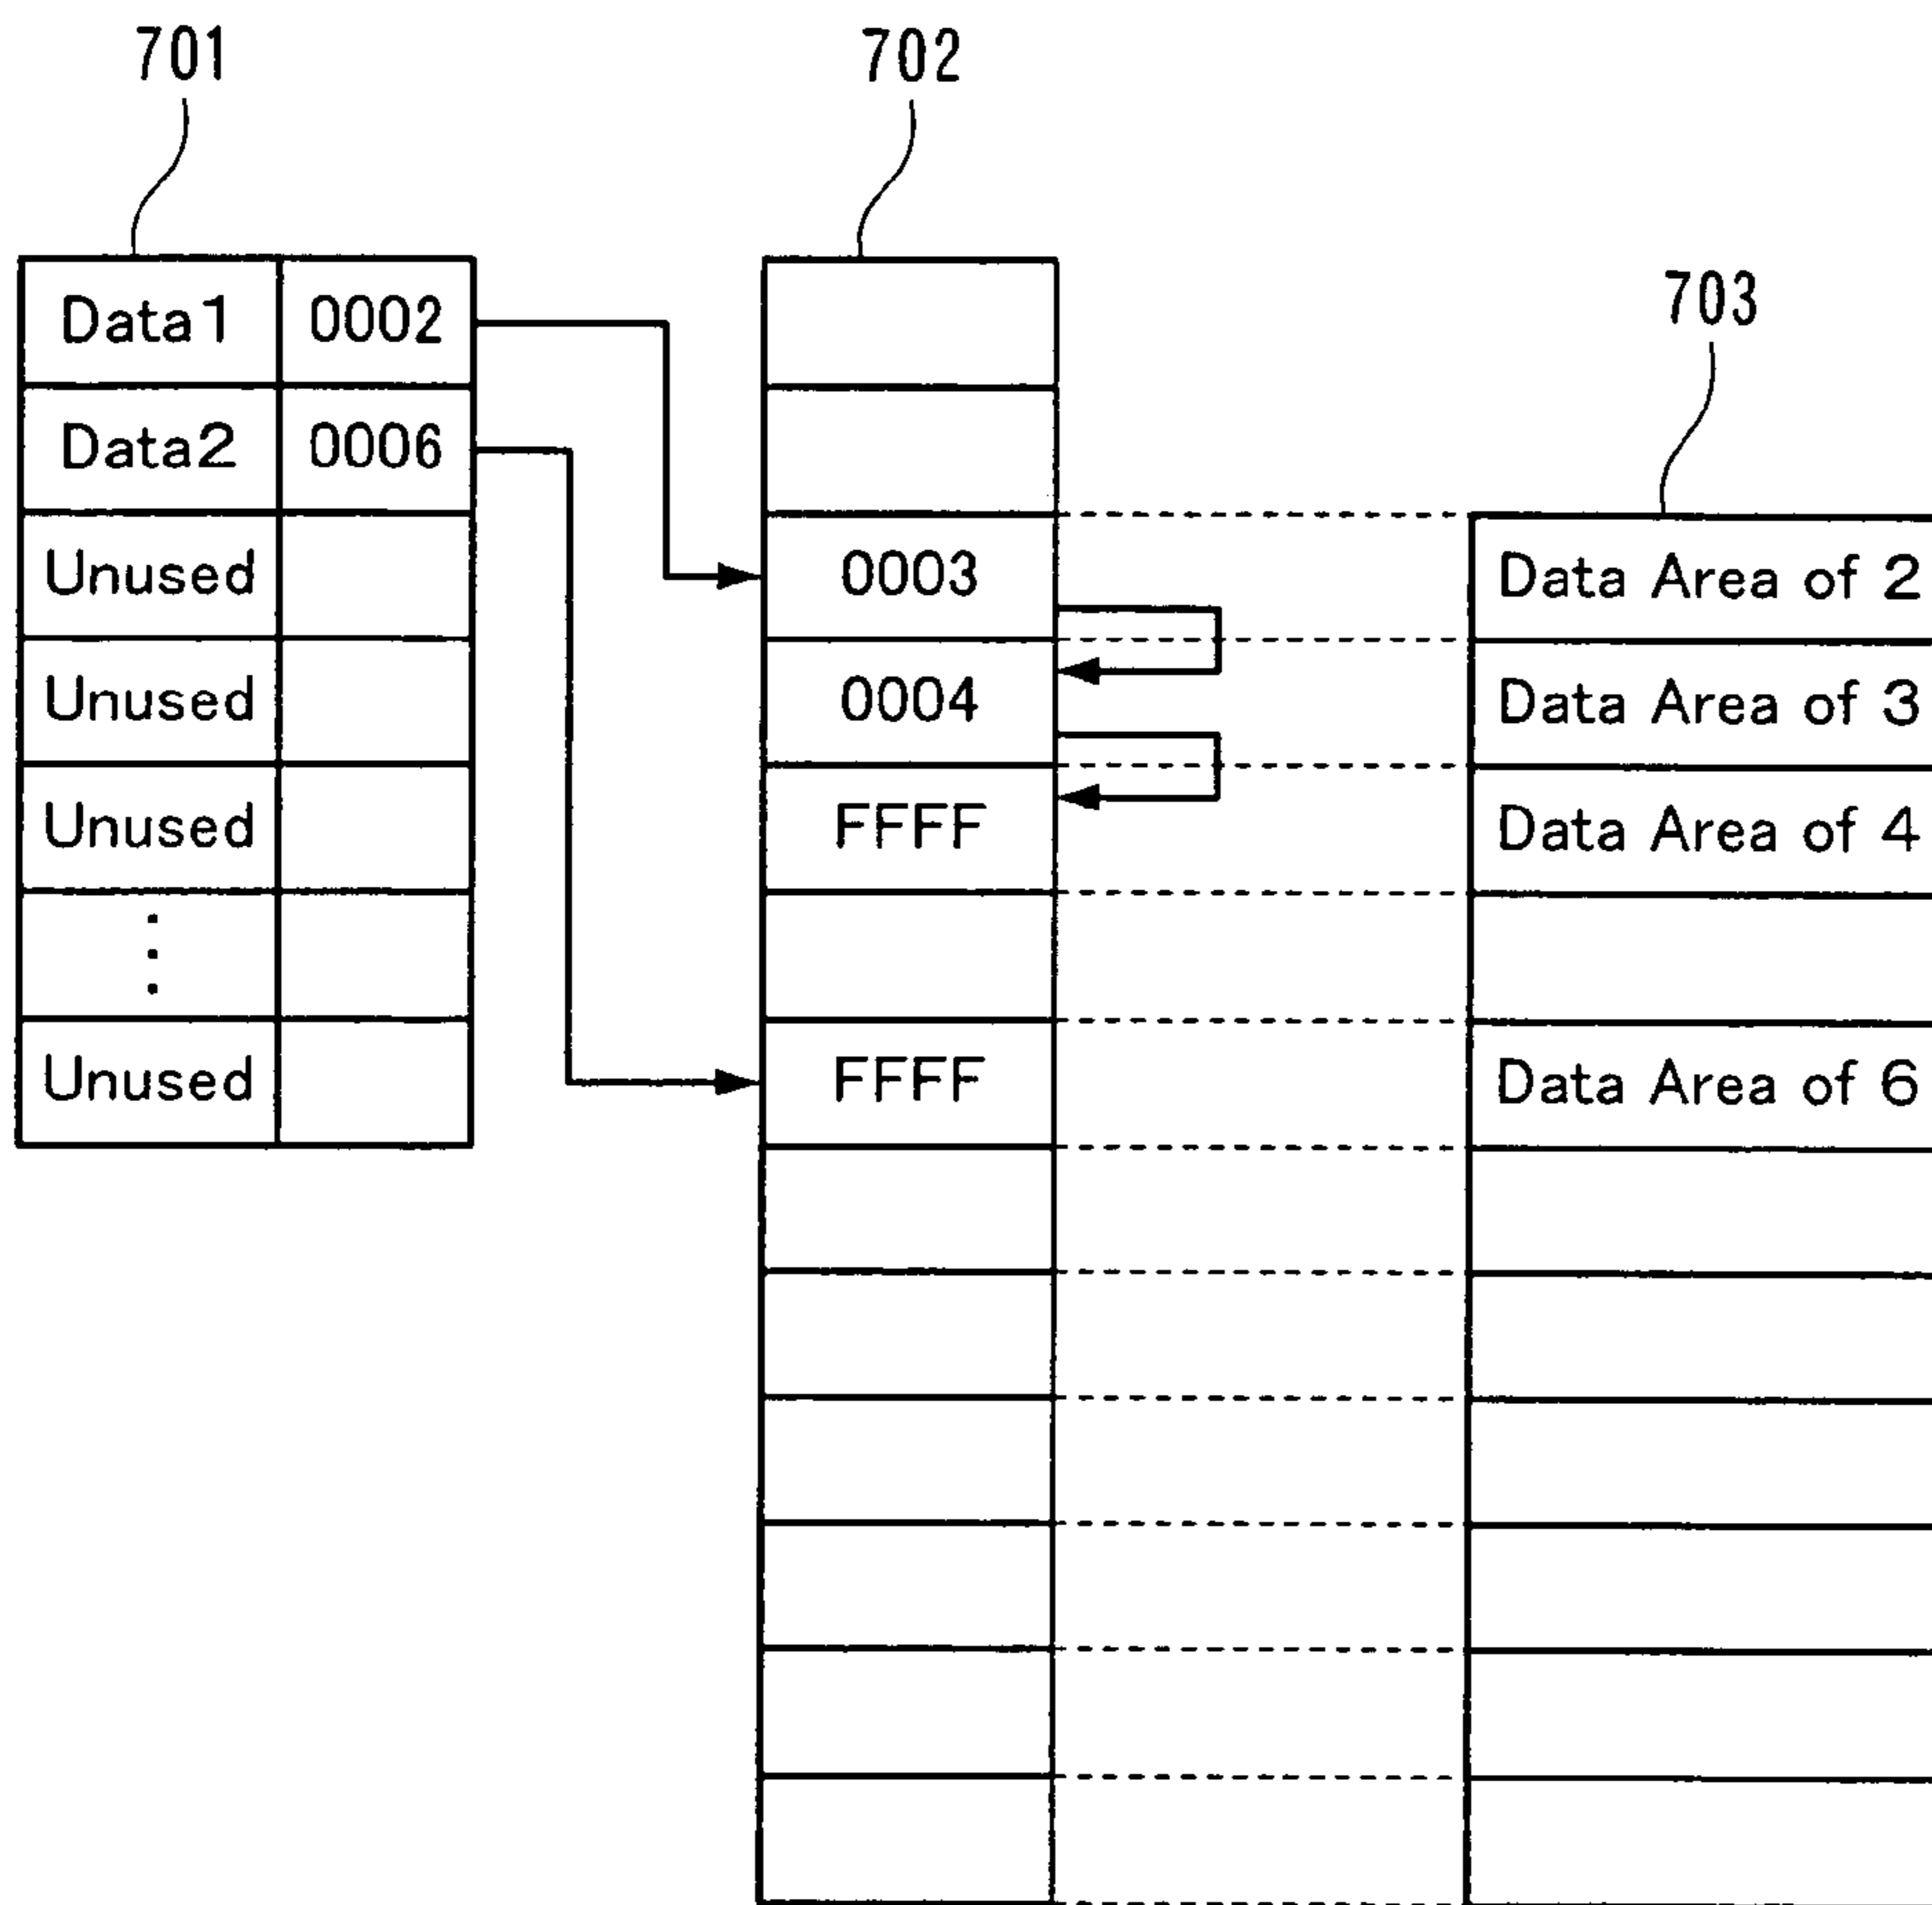 701
702
703
Data1 0002
Data2 0006
Unused
Unused
Unused
Unused
0003
0004
FFFF
FFFF
Data Area of 2
Data Area of 3
Data Area of 4
Data Area of 6